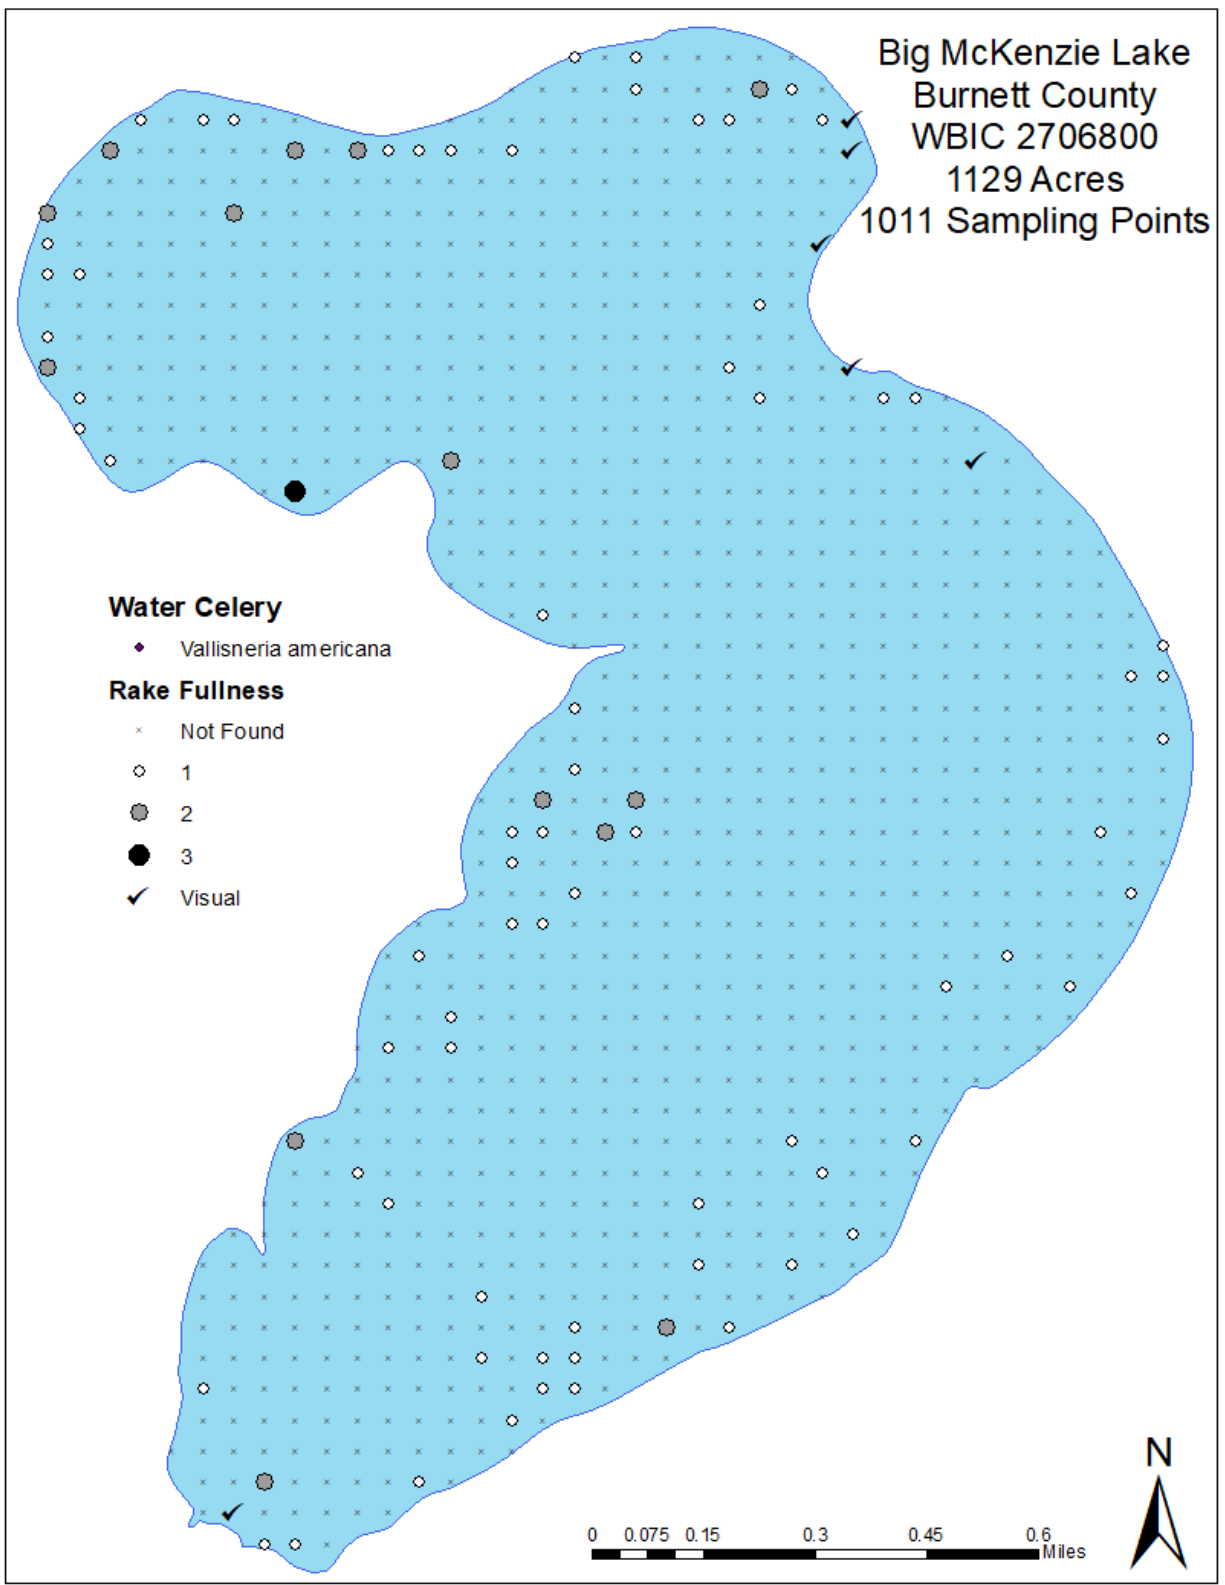 Big McKenzie Lake
Burnett County
WBIC 2706800
1129 Acres
1011 Sampling Points
Water Celery
Vallisneria americana
Rake Fullness
Not Found
1
2
3
Visual
N
0 0.075 0.15 0.3 0.45 0.6
Miles